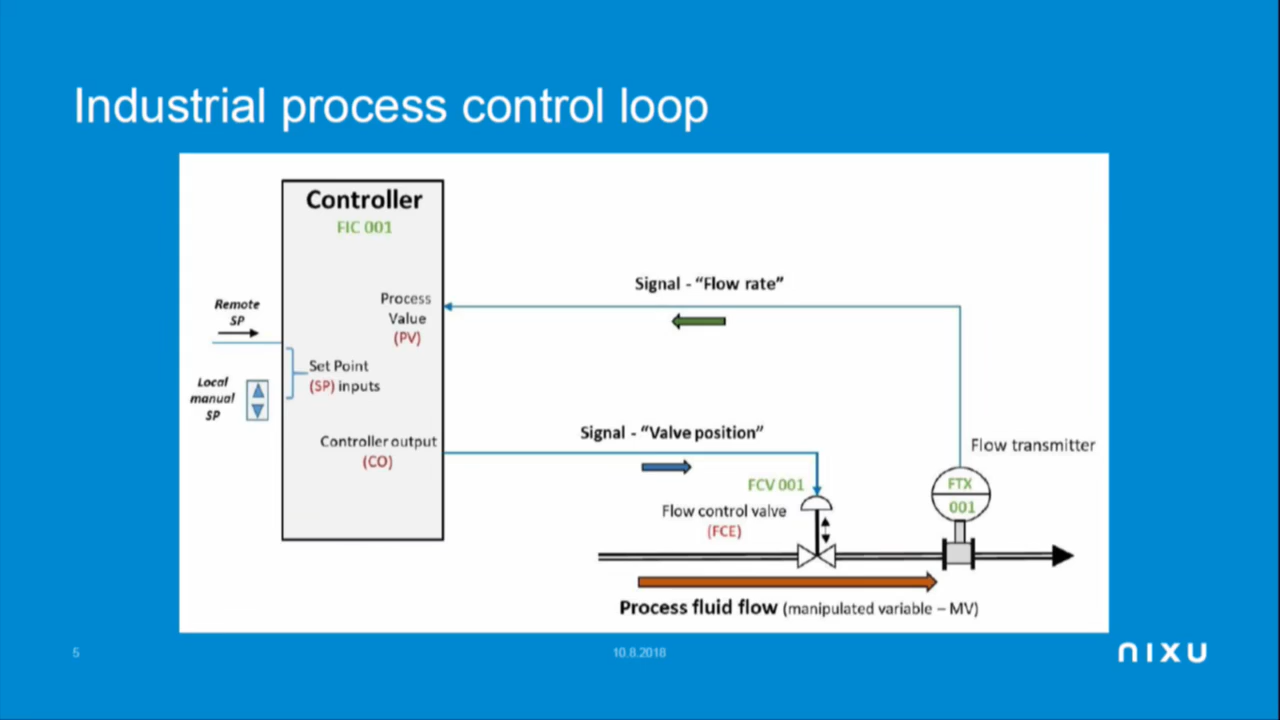 Industrial process control loop
Controller
FIC 001
Signal - “Flow rate”
Process
Value
(PV)
Remote
SP
Set Point
(SP) inputs
Local
manual
SP
Signal - “Valve position”
Controller output
(CO)
Flow transmitter
FCV 001
FTX
001
Flow control valve
(FCE)
Process fluid flow (manipulated variable – MV)
5
10.8.2018
nixu